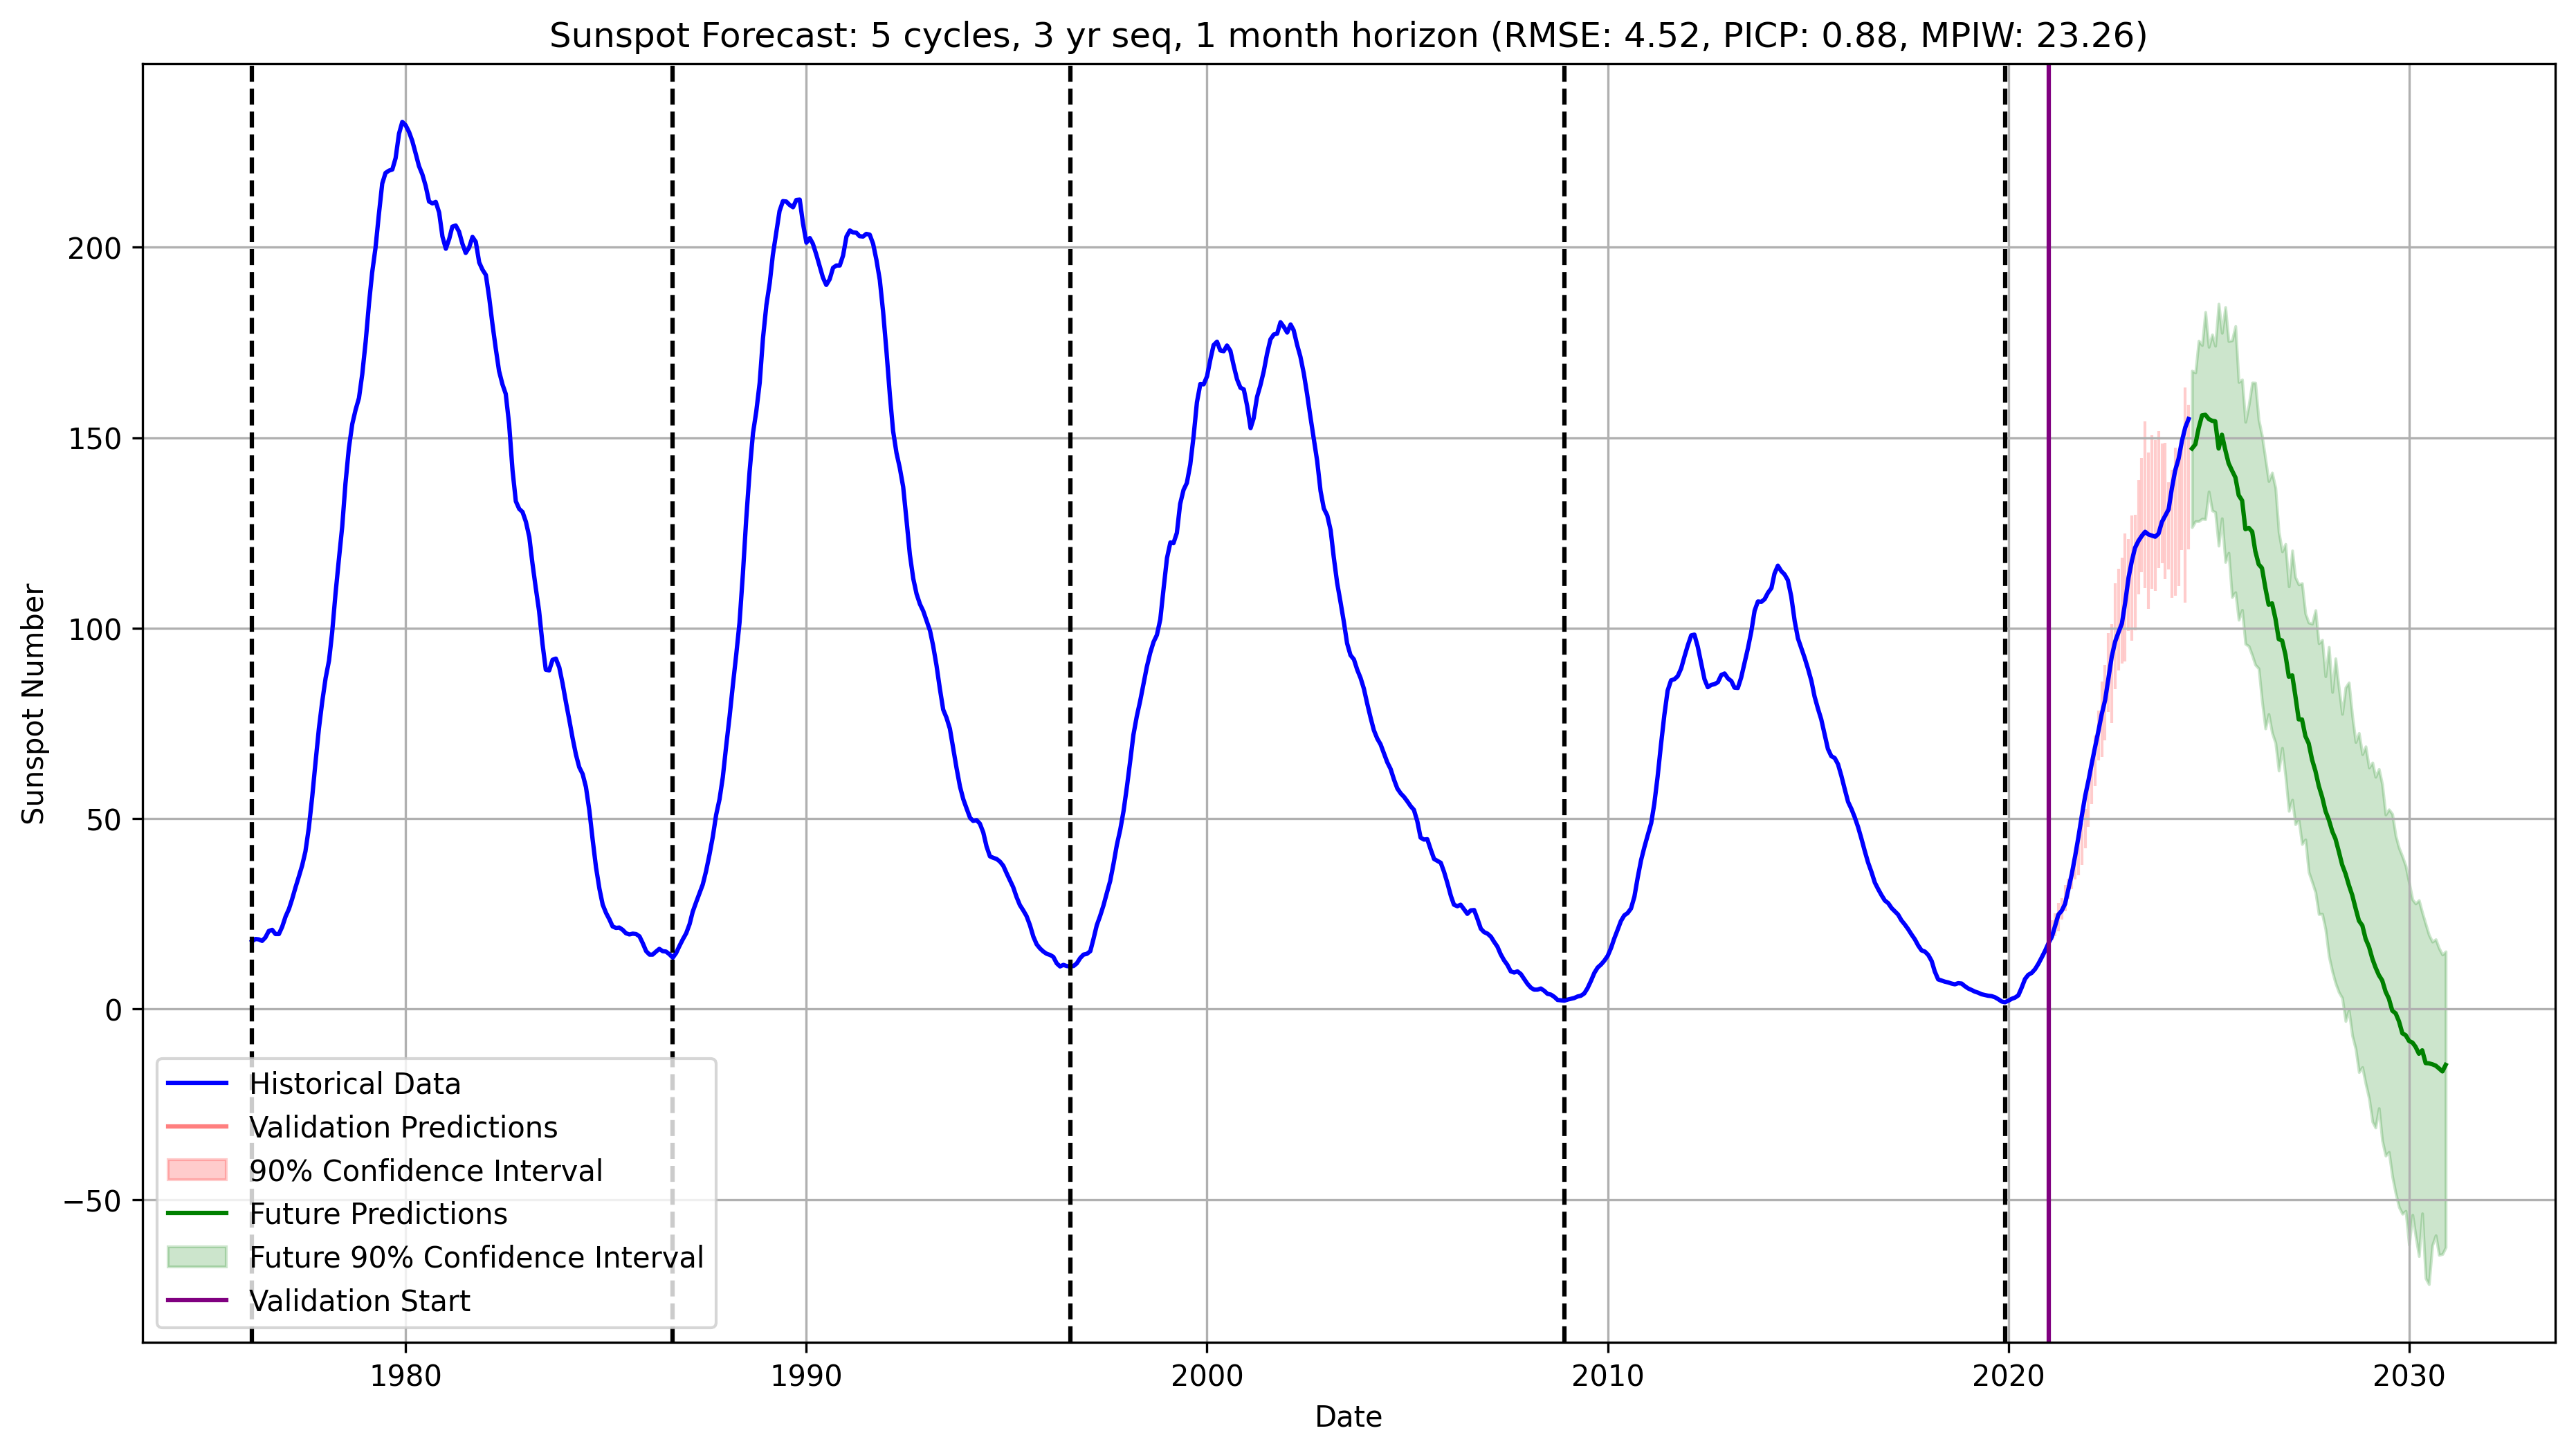 Sunspot Forecast: 5 cycles, 3 yr seq, 1 month horizon (RMSE: 4.52, PICP: 0.88, MPIW: 23.26)
Sunspot Number
200
150
100
50
0
−50
Historical Data
Validation Predictions
90% Confidence Interval
Future Predictions
Future 90% Confidence Interval
Validation Start
1980 1990 2000 2010 2020 2030
Date